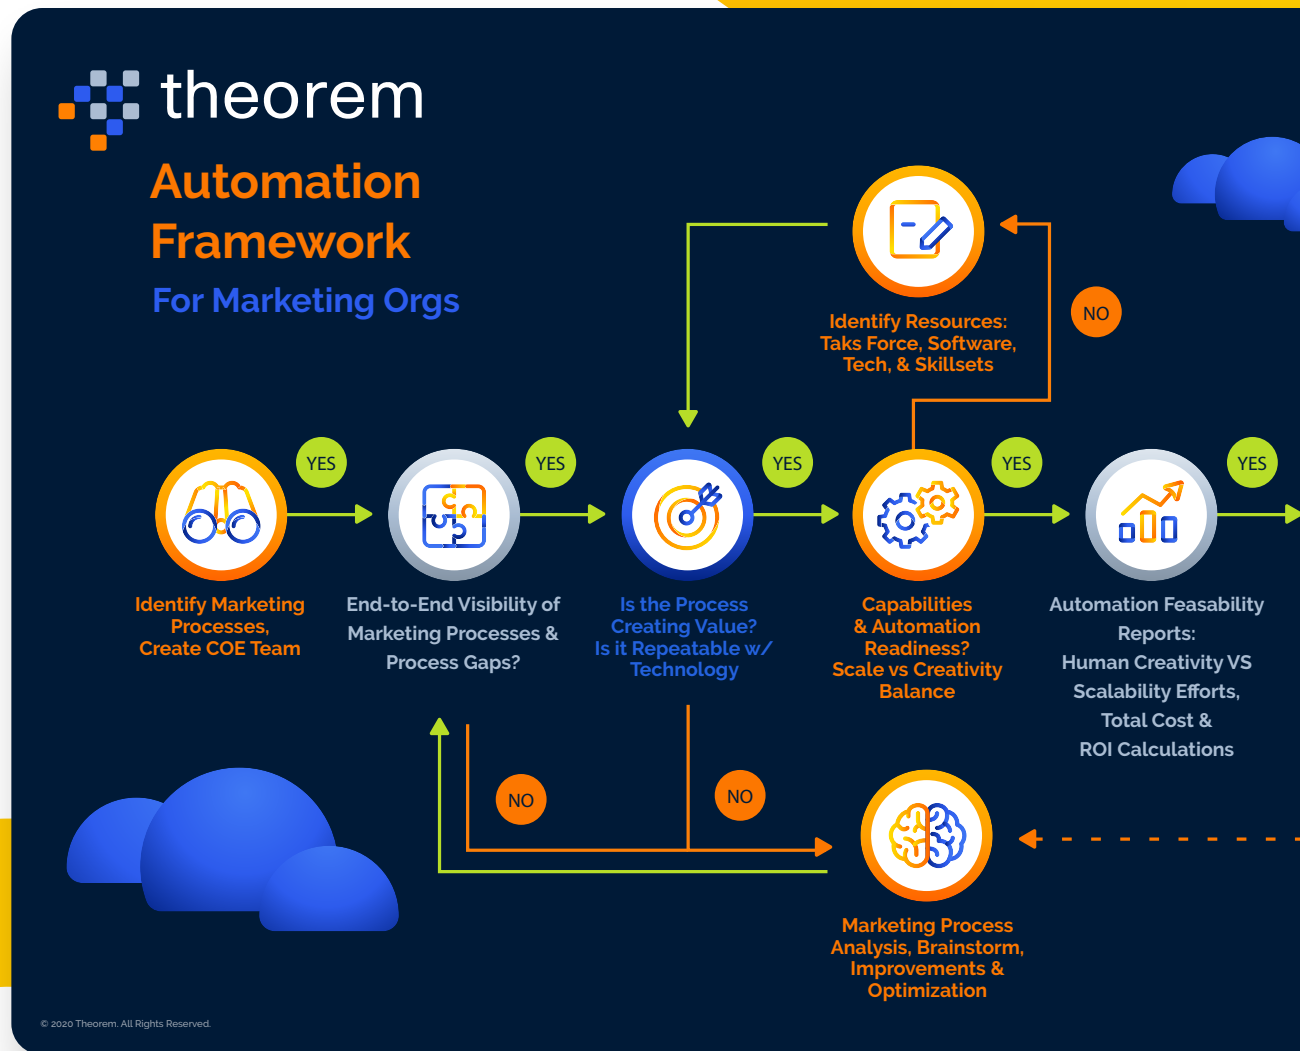 theorem
Automation
Framework
For Marketing Orgs
Identify Resources:
Taks Force, Software,
Tech, & Skillsets
NO
YES
YES
YES
YES
YES
Identify Marketing
Processes,
Create COE Team
End-to-End Visibility of
Marketing Processes &
Process Gaps?
Is the Process
Creating Value?
Is it Repeatable w/
Technology
Capabilities
& Automation
Readiness?
Scale vs Creativity
Balance
Automation Feasability
Reports:
Human Creativity VS
Scalability Efforts,
Total Cost &
ROI Calculations
NO
NO
Marketing Process
Analysis, Brainstorm,
Improvements &
Optimization
© 2020 Theorem. All Rights Reserved.